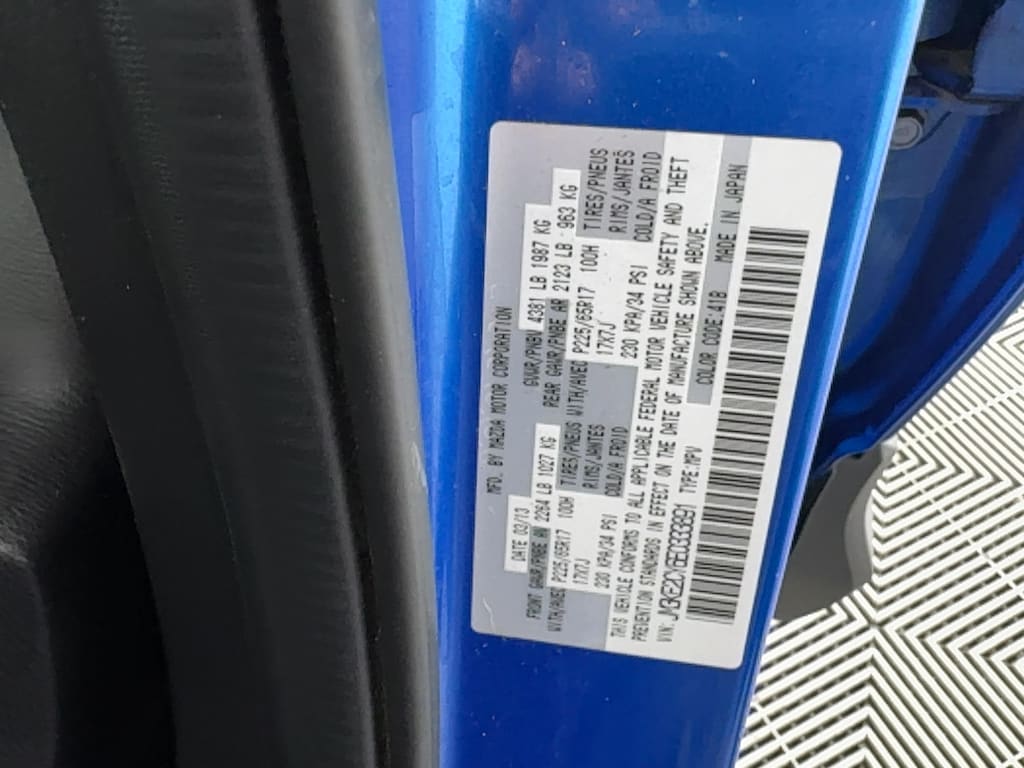 MFD. BY MAZDA MOTOR CORPORATION
DATE 03/13 GVWR/PNBV 4381 LB 1987 KG
FRONT GAWR/PNBE AV 2264 LB 1027 KG REAR GAWR/PNBE AR 2123 LB 963 KG
WITH/AVEC P225/65R17 100H TIRES/PNEUS WITH/AVEC P225/65R17 100H TIRES/PNEUS
17X7J RIMS/JANTES 17X7J RIMS/JANTES
230 KPA/34 PSI COLD/A FROID 230 KPA/34 PSI COLD/A FROID
THIS VEHICLE CONFORMS TO ALL APPLICABLE FEDERAL MOTOR VEHICLE SAFETY AND THEFT
PREVENTION STANDARDS IN EFFECT ON THE DATE OF MANUFACTURE SHOWN ABOVE.
VIN: JM3KE2CY6E0333891 TYPE:MPV COLOR CODE:41B MADE IN JAPAN